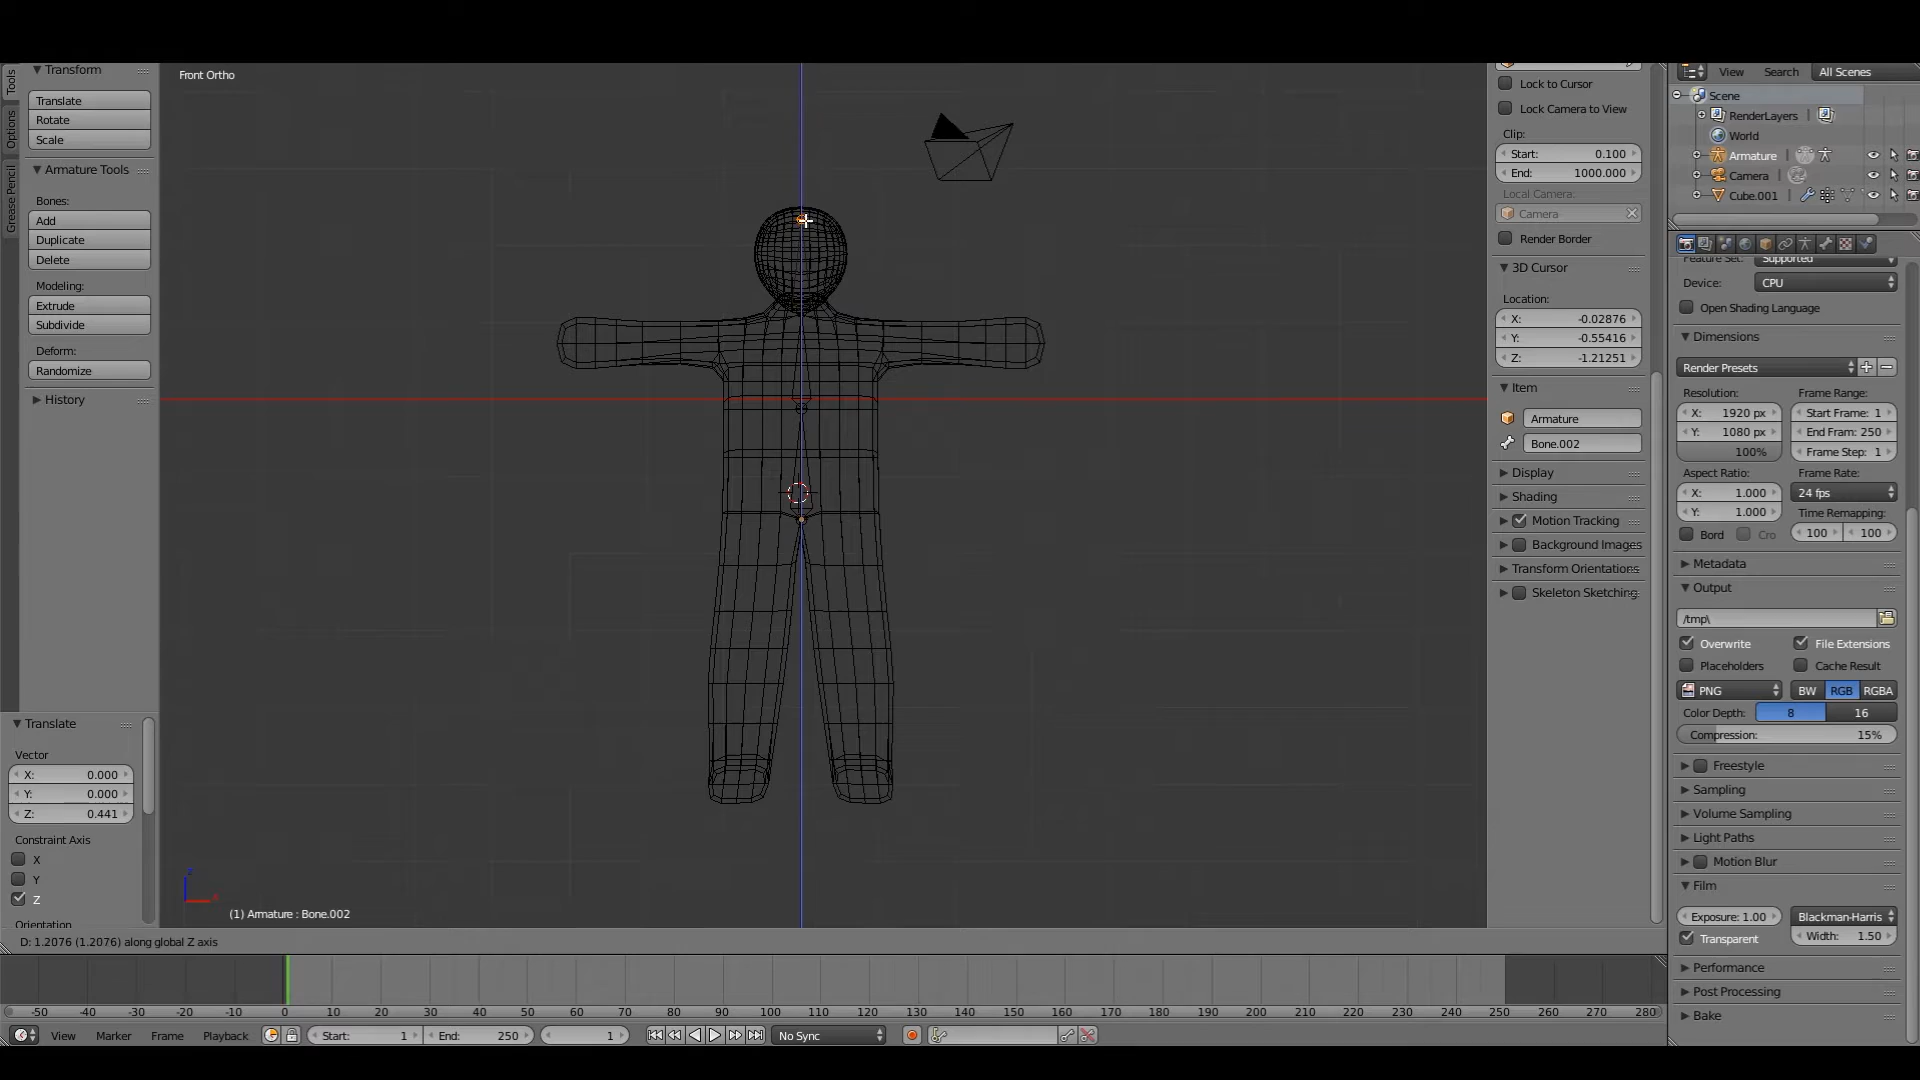 Tools
Options
Grease Pencil
Transform
Translate
Rotate
Scale
Armature Tools
Bones:
Add
Duplicate
Delete
Modeling:
Extrude
Subdivide
Deform:
Randomize
History
Translate
Vector
X: 0.000
Y: 0.000
Z: 0.441
Constraint Axis
X
Y
Z
Orientation
Front Ortho
(1) Armature : Bone.002
D: 1.2076 (1.2076) along global Z axis
Lock to Cursor
Lock Camera to View
Clip:
Start: 0.100
End: 1000.000
Local Camera:
Camera
Render Border
3D Cursor
Location:
X: -0.02876
Y: -0.55416
Z: -1.21251
Item
Armature
Bone.002
Display
Shading
Motion Tracking
Background Images
Transform Orientations
Skeleton Sketching
View Search All Scenes
Scene
RenderLayers
World
Armature
Camera
Cube.001
Feature Set: Supported
Device: CPU
Open Shading Language
Dimensions
Render Presets
Resolution: Frame Range:
X: 1920 px Start Frame: 1
Y: 1080 px End Fram: 250
100% Frame Step: 1
Aspect Ratio: Frame Rate:
X: 1.000 24 fps
Y: 1.000 Time Remapping:
Bord Cro 100 100
Metadata
Output
/tmp\
Overwrite File Extensions
Placeholders Cache Result
PNG BW RGB RGBA
Color Depth: 8 16
Compression: 15%
Freestyle
Sampling
Volume Sampling
Light Paths
Motion Blur
Film
Exposure: 1.00 Blackman-Harris
Transparent Width: 1.50
Performance
Post Processing
Bake
-50 -40 -30 -20 -10 0 10 20 30 40 50 60 70 80 90 100 110 120 130 140 150 160 170 180 190 200 210 220 230 240 250 260 270 280
View Marker Frame Playback Start: 1 End: 250 1 No Sync